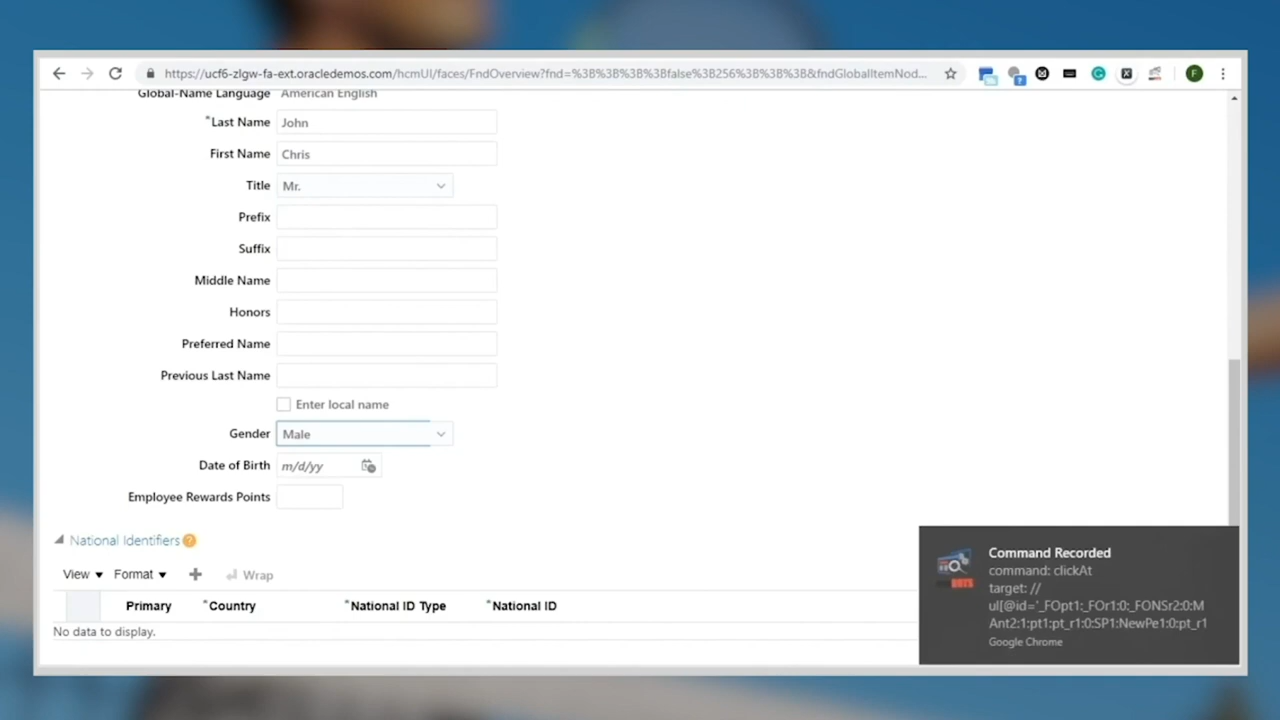 https://ucf6-zlgw-fa-ext.oracledemos.com/hcmUI/faces/FndOverview?fnd=%3B%3B%3B%3Bfalse%3B256%3B%3B%3B&fndGlobalItemNod...
Global-Name Language American English
*Last Name John
First Name Chris
Title Mr.
Prefix
Suffix
Middle Name
Honors
Preferred Name
Previous Last Name
Enter local name
Gender Male
Date of Birth m/d/yy
Employee Rewards Points
National Identifiers ?
View Format Wrap
Primary *Country *National ID Type *National ID
No data to display.
Command Recorded
command: clickAt
target: //
ul[@id='_FOpt1:_FOr1:0:_FONSr2:0:M
Ant2:1:pt1:pt_r1:0:SP1:NewPe1:0:pt_r1
Google Chrome
F